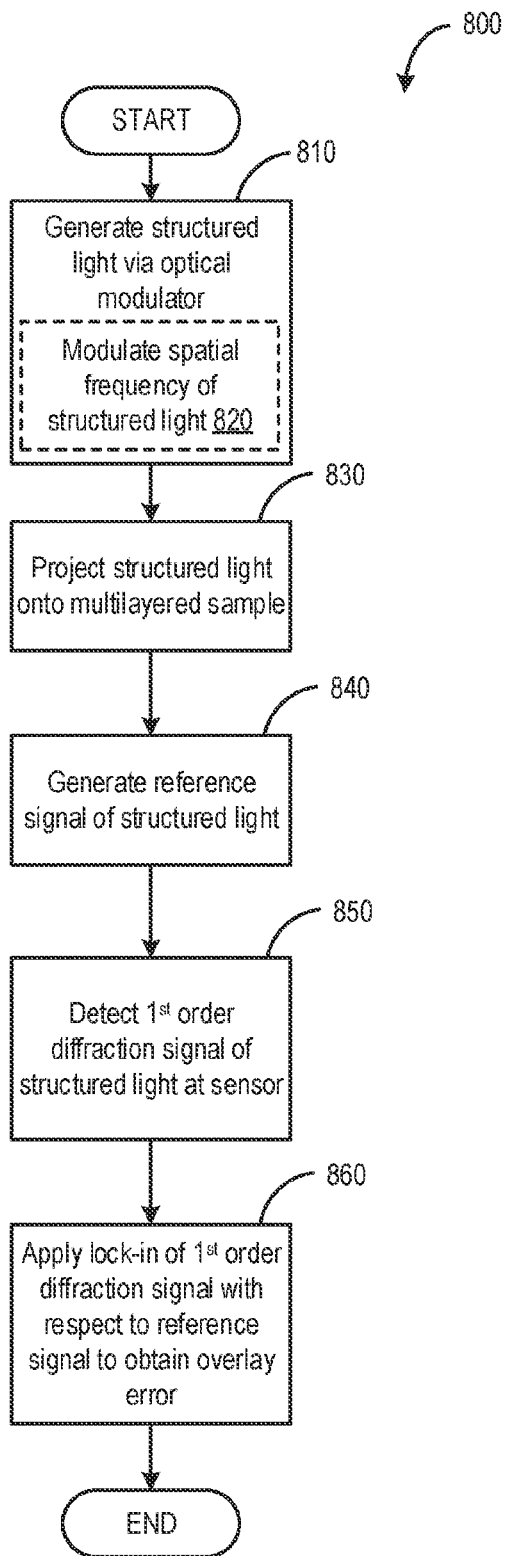 800
START
810
Generate structured
light via optical
modulator
Modulate spatial
frequency of
structured light 820
830
Project structured light
onto multilayered sample
840
Generate reference
signal of structured light
850
Detect 1st order
diffraction signal of
structured light at sensor
860
Apply lock-in of 1st order
diffraction signal with
respect to reference
signal to obtain overlay
error
END